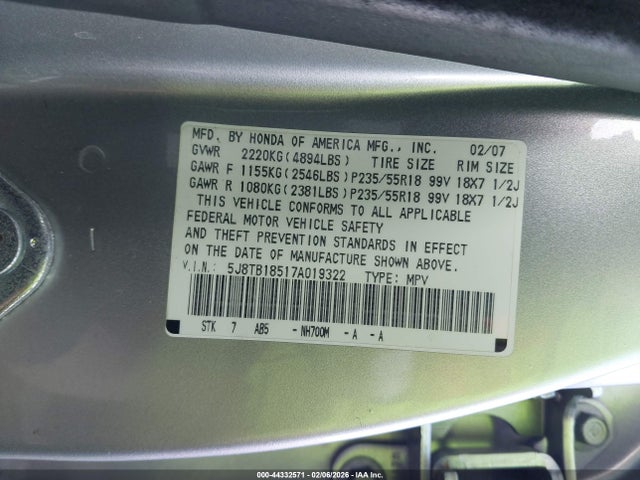 MFD. BY HONDA OF AMERICA MFG., INC. 02/07
GVWR 2220KG(4894LBS) TIRE SIZE RIM SIZE
GAWR F 1155KG(2546LBS)P235/55R18 99V 18X7 1/2J
GAWR R 1080KG(2381LBS)P235/55R18 99V 18X7 1/2J
THIS VEHICLE CONFORMS TO ALL APPLICABLE
FEDERAL MOTOR VEHICLE SAFETY
AND THEFT PREVENTION STANDARDS IN EFFECT
ON THE DATE OF MANUFACTURE SHOWN ABOVE.
V.I.N.: 5J8TB18517A019322 TYPE: MPV
STK 7 AB5 -NH700M -A -A
000-44332571 - 02/06/2026 - Copyright © 2026 IAA, LLC